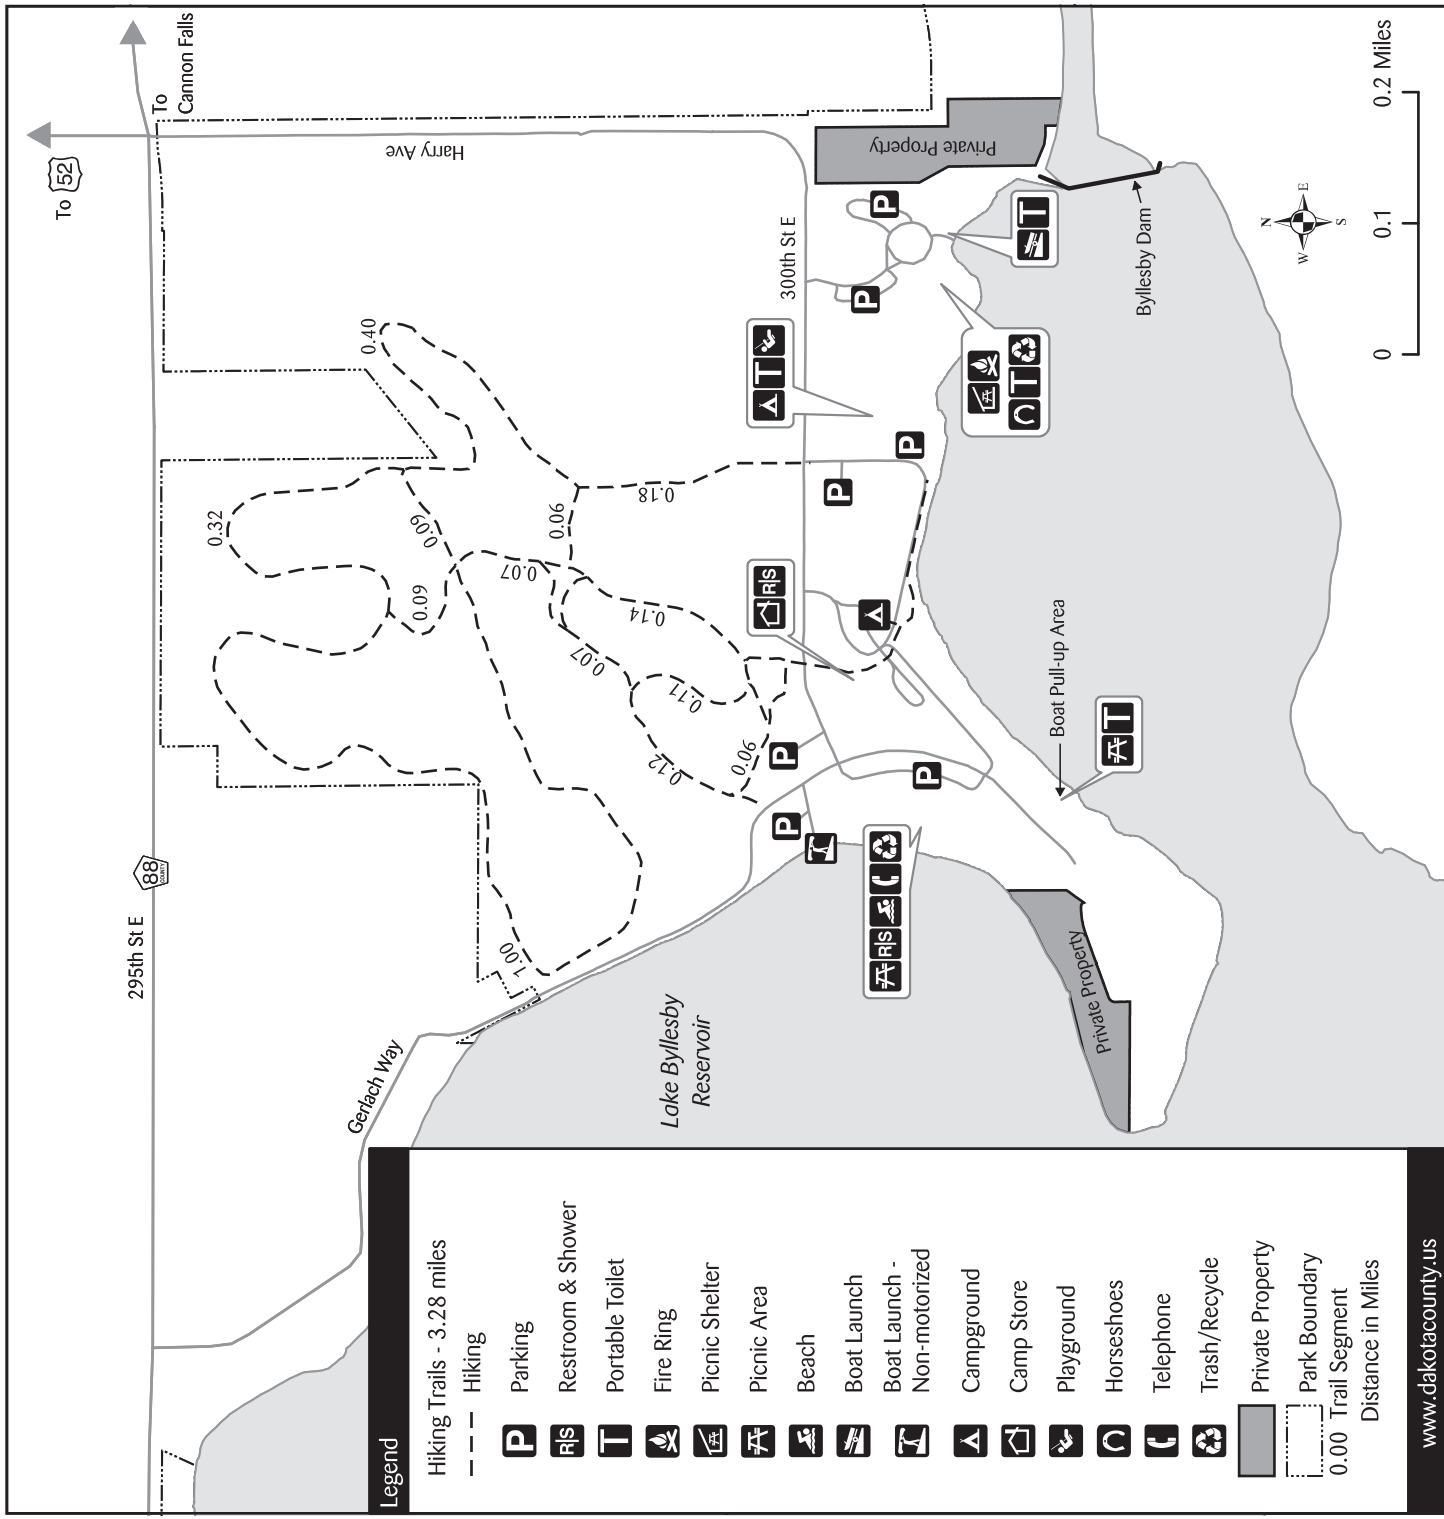 To 52
To
Cannon Falls
295th St E
88
COUNTY
Harry Ave
Gerlach Way
300th St E
0.40
0.32
0.09
0.09
0.07
0.06
0.18
0.14
0.07
0.11
0.12
0.06
1.00
Private Property
P
P
T
T
P
P
T
T
R|S
P
P
P
R|S
T
Byllesby Dam
Boat Pull-up Area
Private Property
Lake Byllesby
Reservoir
N
E
S
W
0
0.1
0.2 Miles
Legend
Hiking Trails - 3.28 miles
Hiking
P Parking
R|S Restroom & Shower
T Portable Toilet
Fire Ring
Picnic Shelter
Picnic Area
Beach
Boat Launch
Boat Launch -
Non-motorized
Campground
Camp Store
Playground
Horseshoes
Telephone
Trash/Recycle
Private Property
Park Boundary
0.00 Trail Segment
Distance in Miles
www.dakotacounty.us